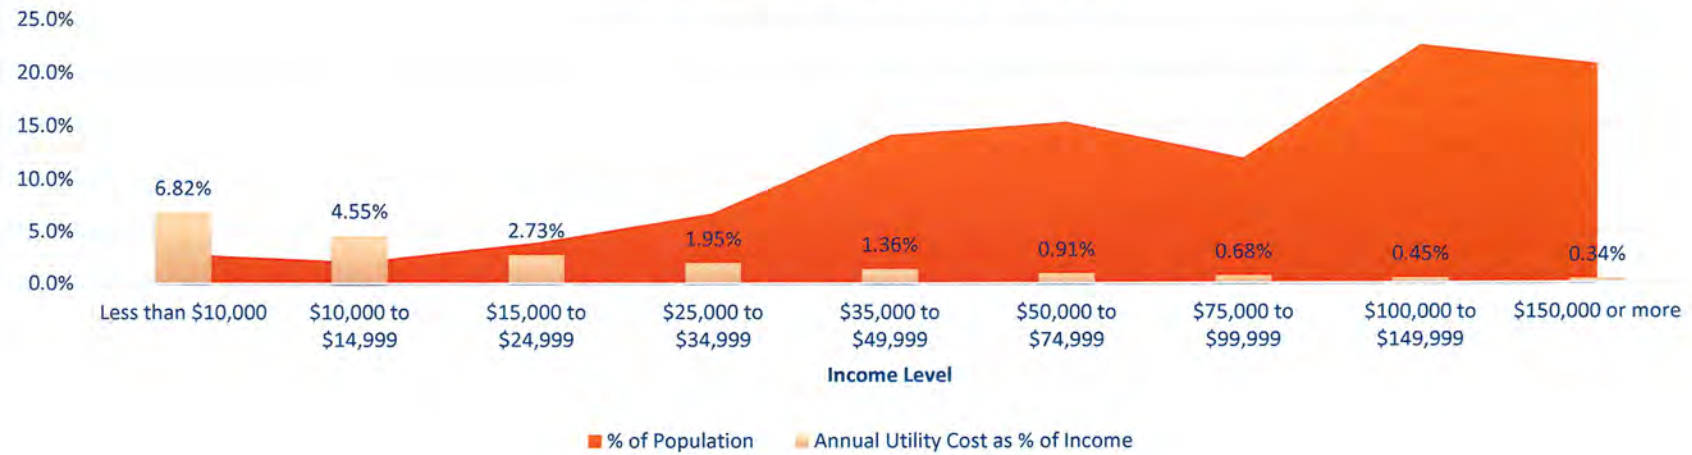 25.0%
20.0%
15.0%
10.0%
5.0%
0.0%
6.82%
4.55%
2.73%
1.95%
1.36%
0.91%
0.68%
0.45%
0.34%
Less than $10,000
$10,000 to
$14,999
$15,000 to
$24,999
$25,000 to
$34,999
$35,000 to
$49,999
$50,000 to
$74,999
$75,000 to
$99,999
$100,000 to
$149,999
$150,000 or more
Income Level
% of Population
Annual Utility Cost as % of Income